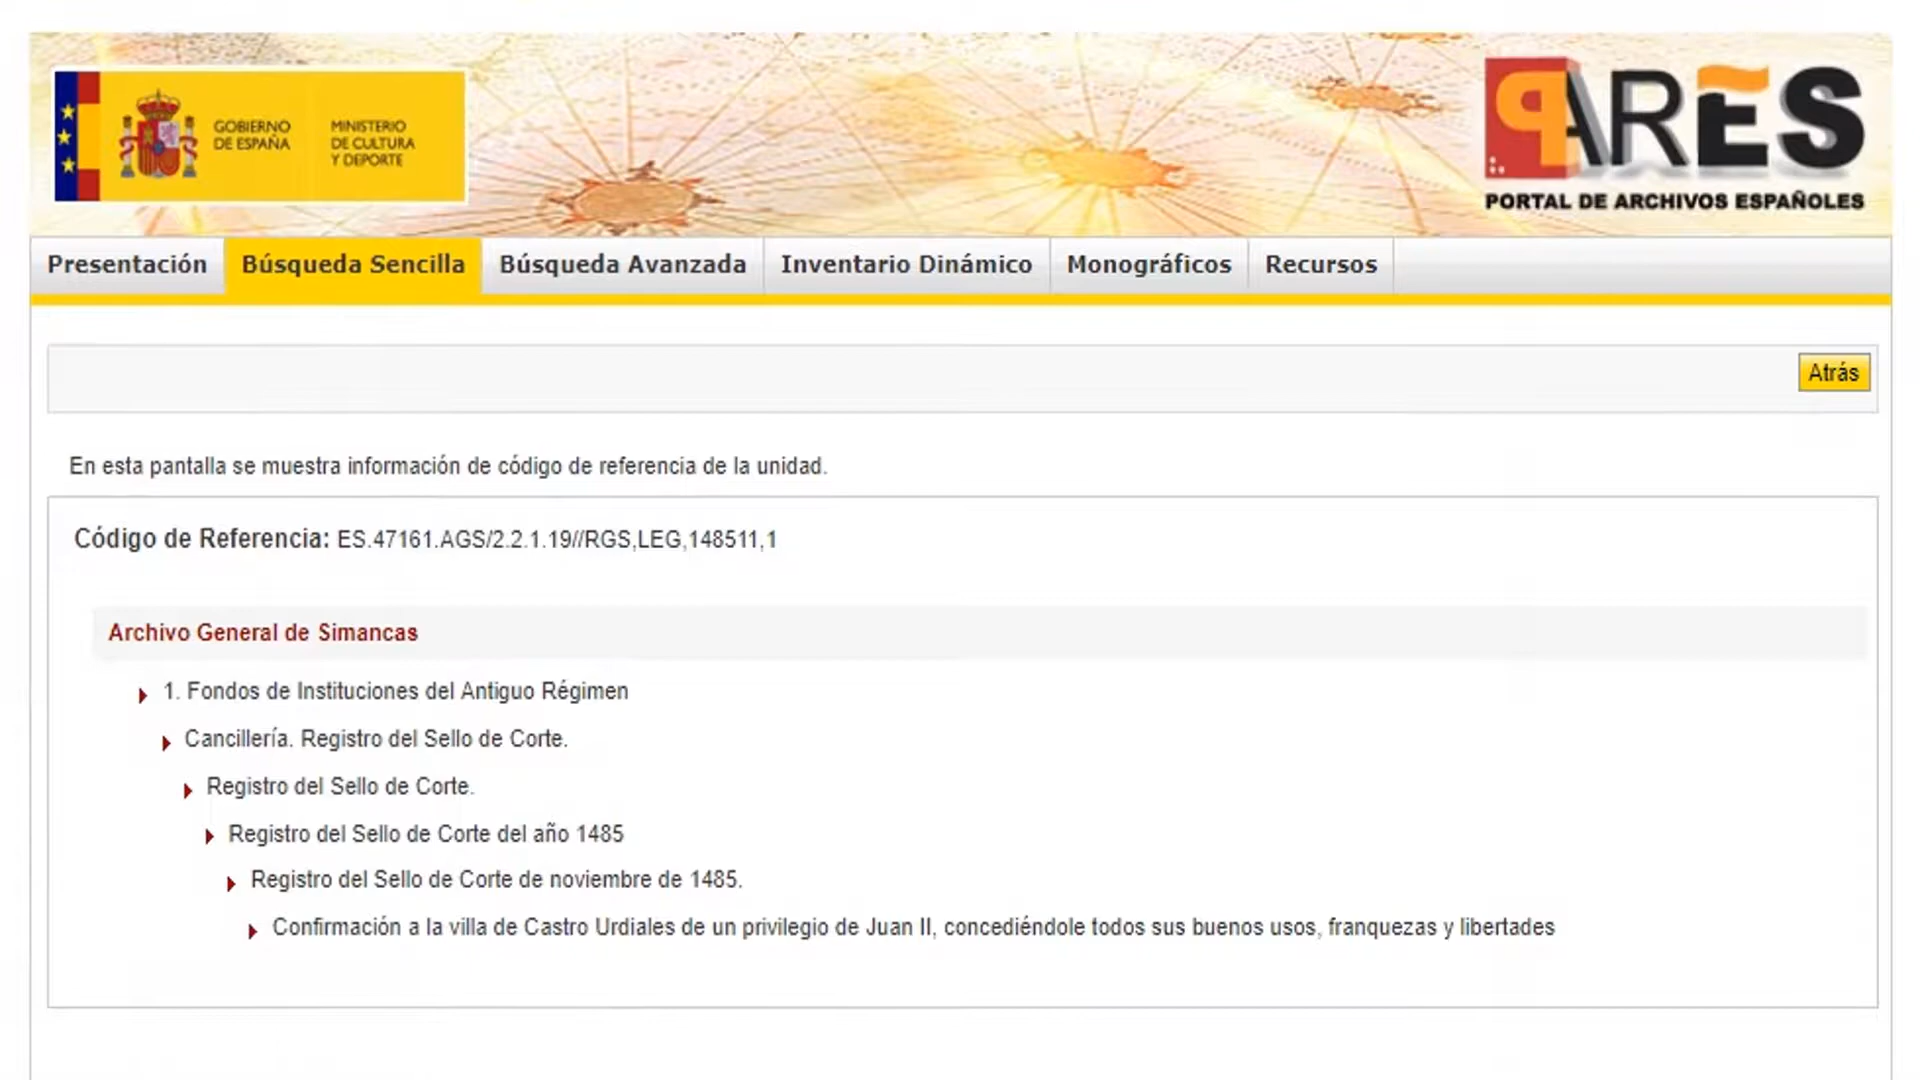 GOBIERNO
DE ESPAÑA
MINISTERIO
DE CULTURA
Y DEPORTE
PARES
PORTAL DE ARCHIVOS ESPAÑOLES
Presentación Búsqueda Sencilla Búsqueda Avanzada Inventario Dinámico Monográficos Recursos
Atrás
En esta pantalla se muestra información de código de referencia de la unidad.
Código de Referencia: ES.47161.AGS/2.2.1.19//RGS,LEG,148511,1
Archivo General de Simancas
1. Fondos de Instituciones del Antiguo Régimen
Cancillería. Registro del Sello de Corte.
Registro del Sello de Corte.
Registro del Sello de Corte del año 1485
Registro del Sello de Corte de noviembre de 1485.
Confirmación a la villa de Castro Urdiales de un privilegio de Juan II, concediéndole todos sus buenos usos, franquezas y libertades